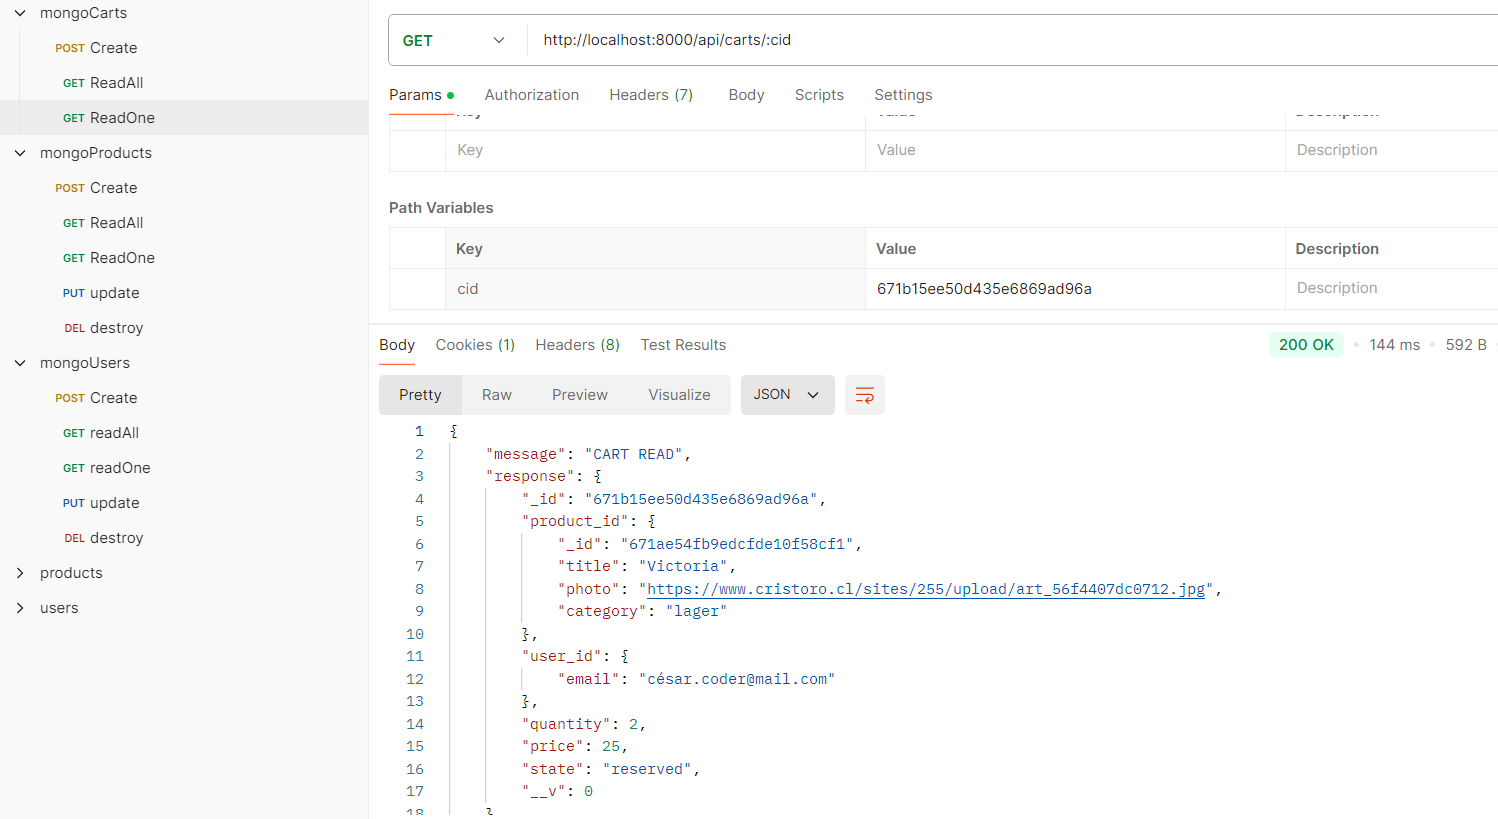 mongoCarts
POST Create
GET ReadAll
GET ReadOne
mongoProducts
POST Create
GET ReadAll
GET ReadOne
PUT update
DEL destroy
mongoUsers
POST Create
GET readAll
GET readOne
PUT update
DEL destroy
products
users
GET http://localhost:8000/api/carts/:cid
Params Authorization Headers (7) Body Scripts Settings
Key Value Description
Key Value Description
Path Variables
Key Value Description
cid 671b15ee50d435e6869ad96a Description
Body Cookies (1) Headers (8) Test Results 200 OK 144 ms 592 B
Pretty Raw Preview Visualize JSON
1 {
2 "message": "CART READ",
3 "response": {
4 "_id": "671b15ee50d435e6869ad96a",
5 "product_id": {
6 "_id": "671ae54fb9edcfde10f58cf1",
7 "title": "Victoria",
8 "photo": "https://www.cristoro.cl/sites/255/upload/art_56f4407dc0712.jpg",
9 "category": "lager"
10 },
11 "user_id": {
12 "email": "césar.coder@mail.com"
13 },
14 "quantity": 2,
15 "price": 25,
16 "state": "reserved",
17 "__v": 0
18 }